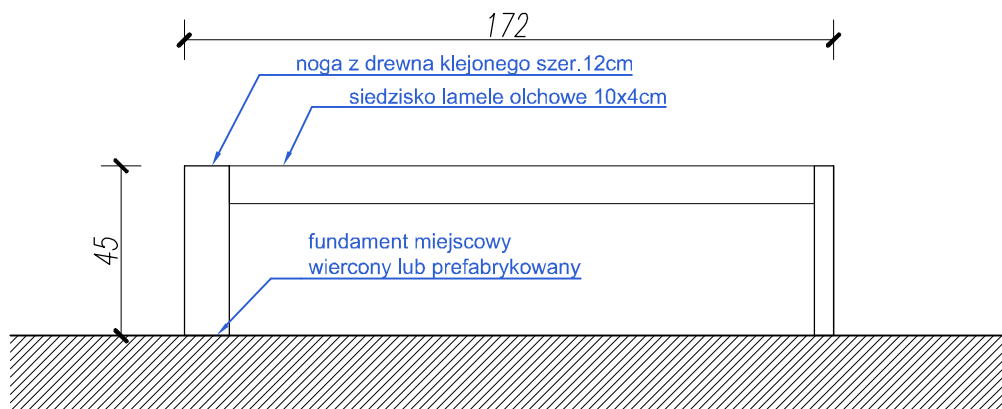 172
noga z drewna klejonego szer.12cm
siedzisko lamele olchowe 10x4cm
45
fundament miejscowy
wiercony lub prefabrykowany